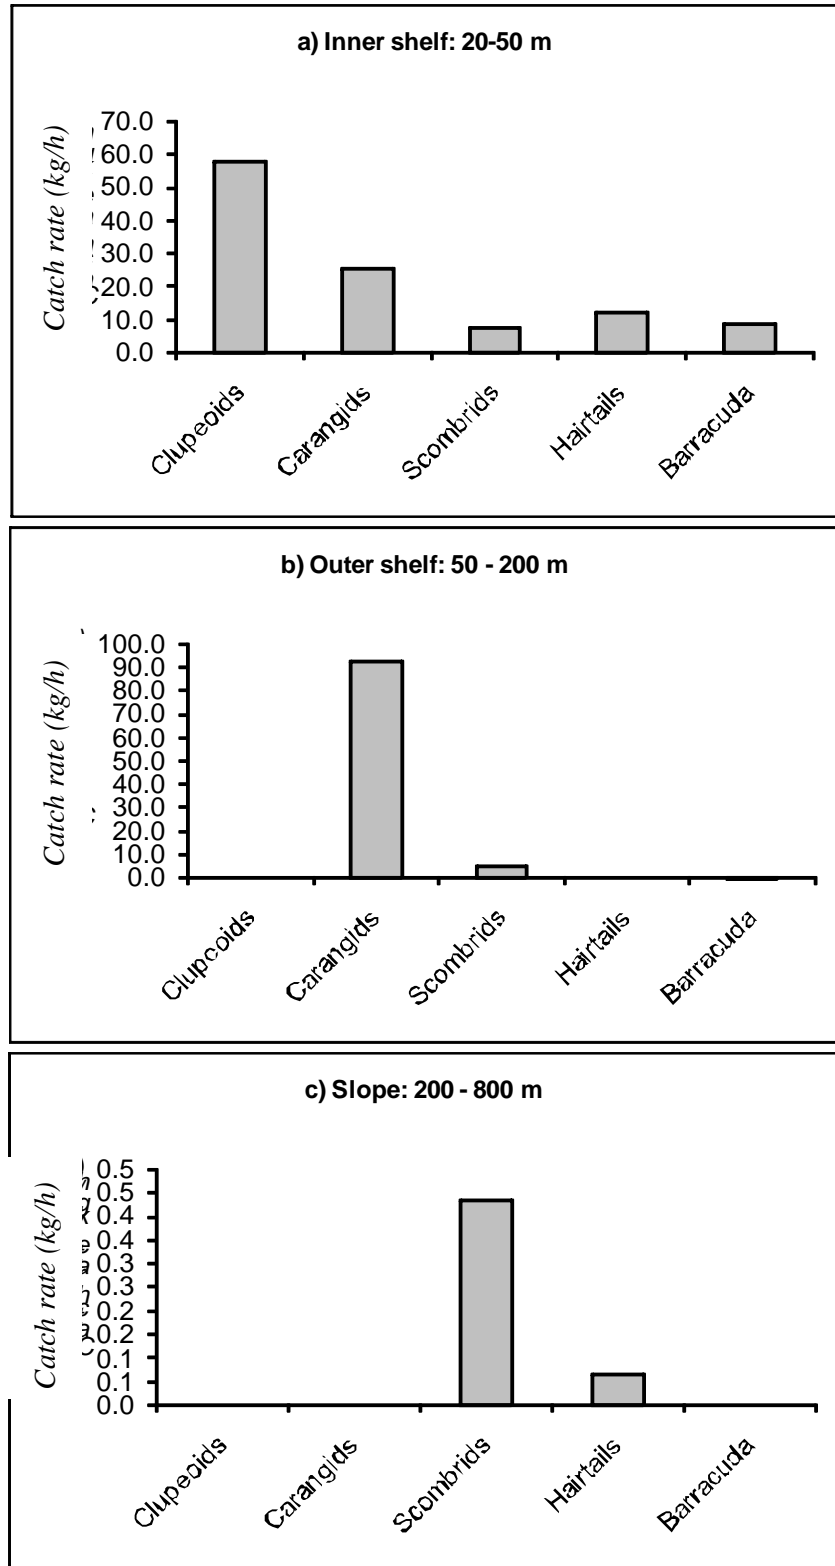 a) Inner shelf: 20-50 m
Catch rate (kg/h)
70.0
60.0
50.0
40.0
30.0
20.0
10.0
0.0
Clupeoids
Carangids
Scombrids
Hairtails
Barracuda
b) Outer shelf: 50 - 200 m
Catch rate (kg/h)
100.0
90.0
80.0
70.0
60.0
50.0
40.0
30.0
20.0
10.0
0.0
Clupeoids
Carangids
Scombrids
Hairtails
Barracuda
c) Slope: 200 - 800 m
Catch rate (kg/h)
0.5
0.5
0.4
0.4
0.3
0.3
0.2
0.2
0.1
0.1
0.0
Clupeoids
Carangids
Scombrids
Hairtails
Barracuda